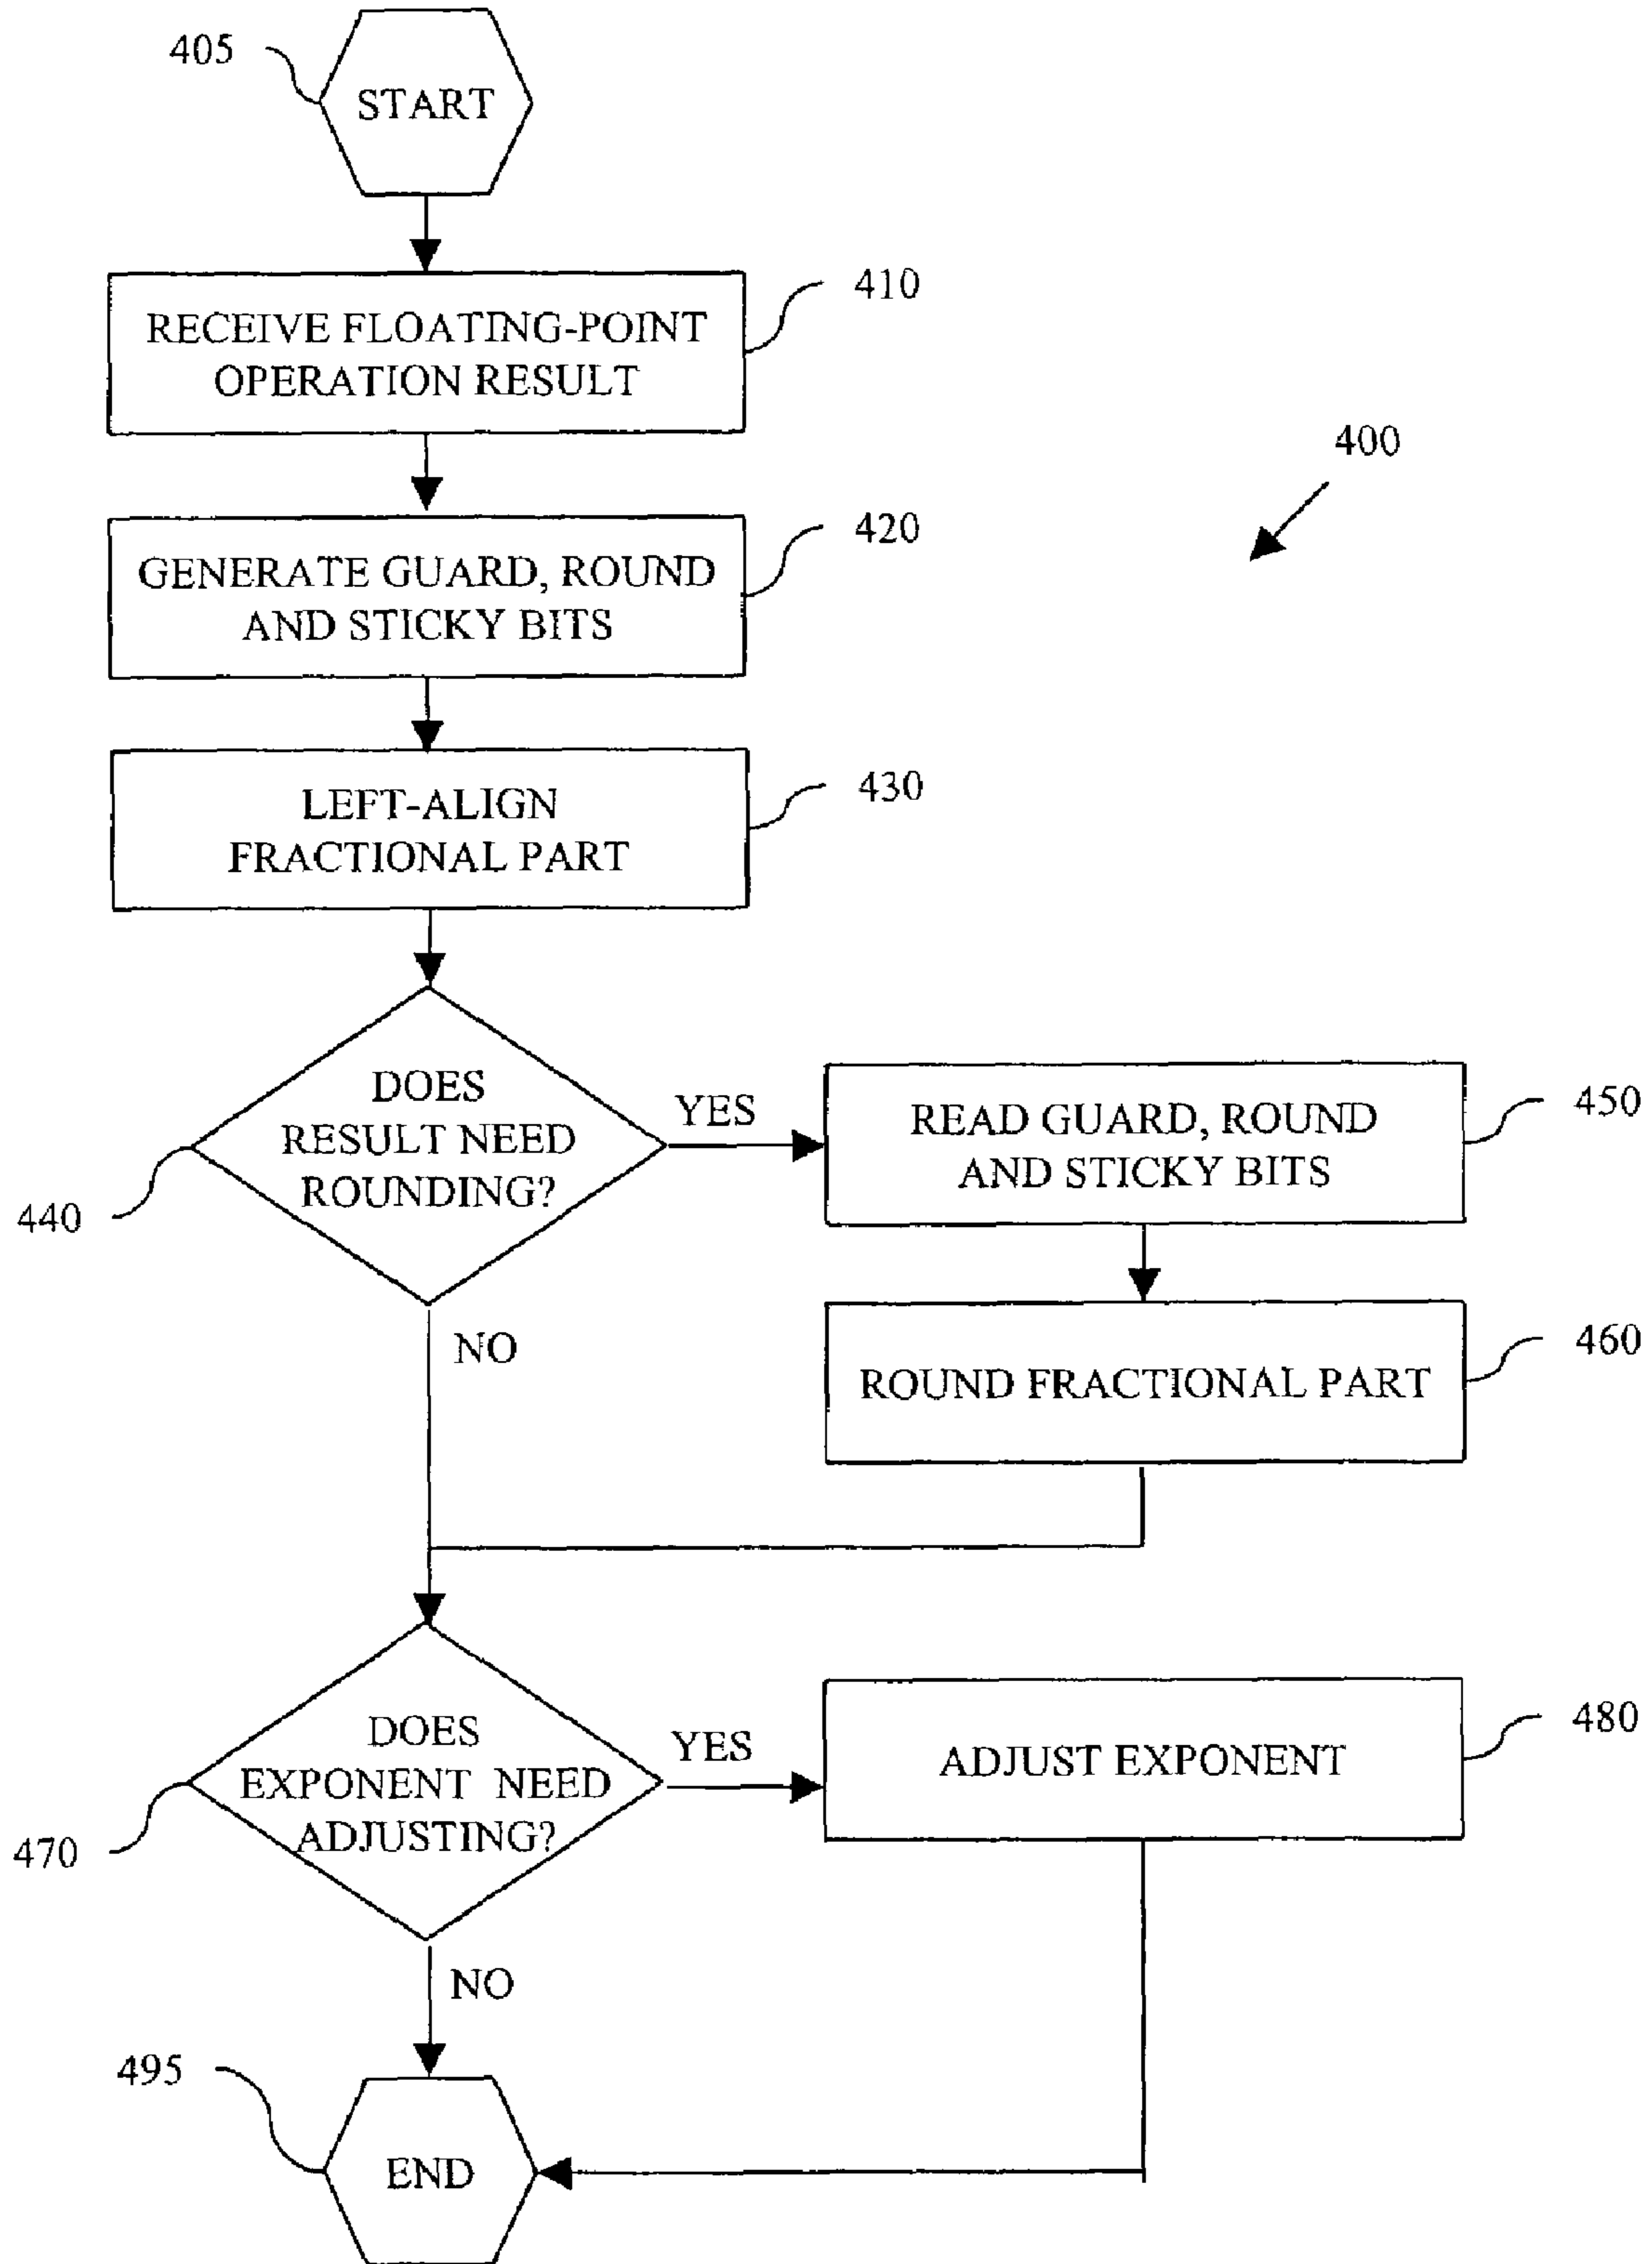 405
START
410
RECEIVE FLOATING-POINT
OPERATION RESULT
400
420
GENERATE GUARD, ROUND
AND STICKY BITS
430
LEFT-ALIGN
FRACTIONAL PART
DOES
RESULT NEED
ROUNDING?
440
YES
NO
READ GUARD, ROUND
AND STICKY BITS
450
ROUND FRACTIONAL PART
460
DOES
EXPONENT NEED
ADJUSTING?
470
YES
NO
ADJUST EXPONENT
480
495
END